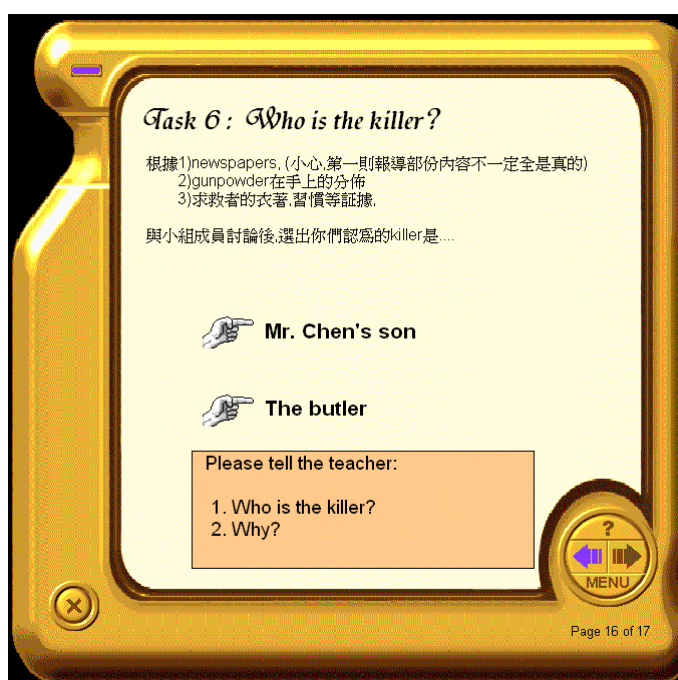 Task 6 : Who is the killer?
根據1)newspapers, (小心,第一則報導部份內容不一定全是真的)
2)gunpowder在手上的分佈
3)求救者的衣著,習慣等証據,
與小組成員討論後,選出你們認爲的killer是....
Mr. Chen's son
The butler
Please tell the teacher:
1. Who is the killer?
2. Why?
?
MENU
Page 16 of 17